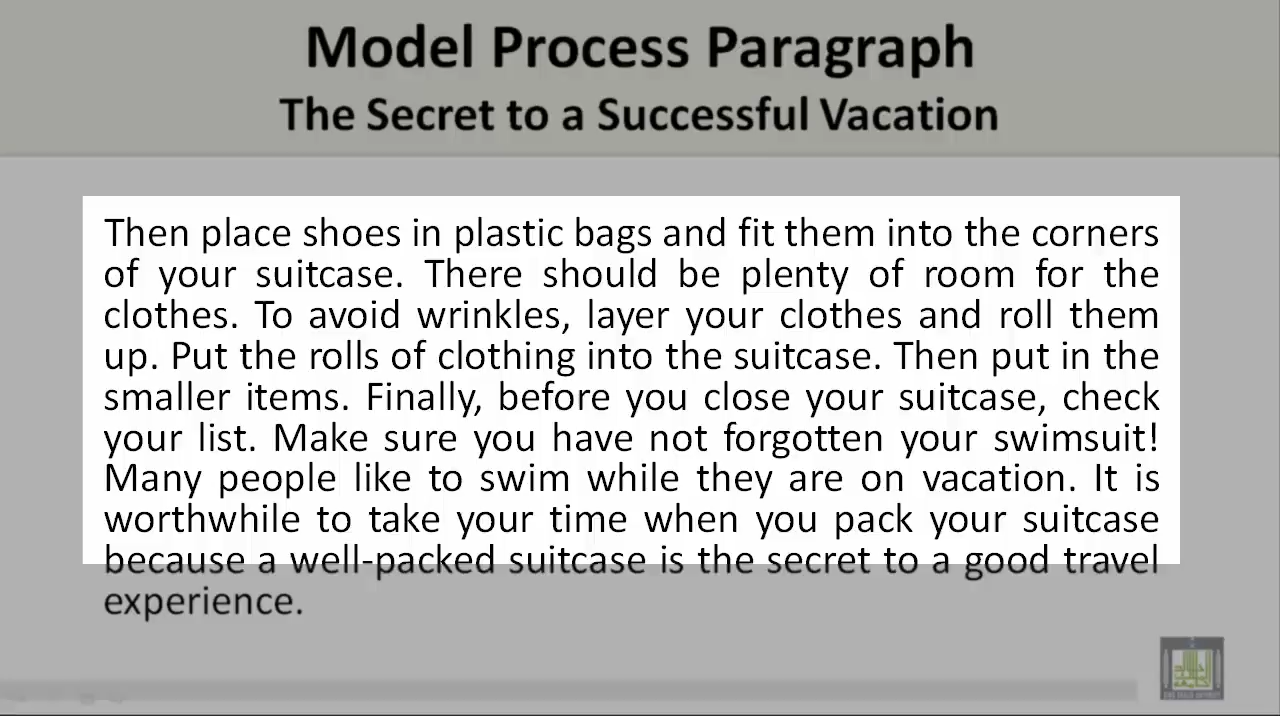 Model Process Paragraph
The Secret to a Successful Vacation
Then place shoes in plastic bags and fit them into the corners
of your suitcase. There should be plenty of room for the
clothes. To avoid wrinkles, layer your clothes and roll them
up. Put the rolls of clothing into the suitcase. Then put in the
smaller items. Finally, before you close your suitcase, check
your list. Make sure you have not forgotten your swimsuit!
Many people like to swim while they are on vacation. It is
worthwhile to take your time when you pack your suitcase
because a well-packed suitcase is the secret to a good travel
experience.